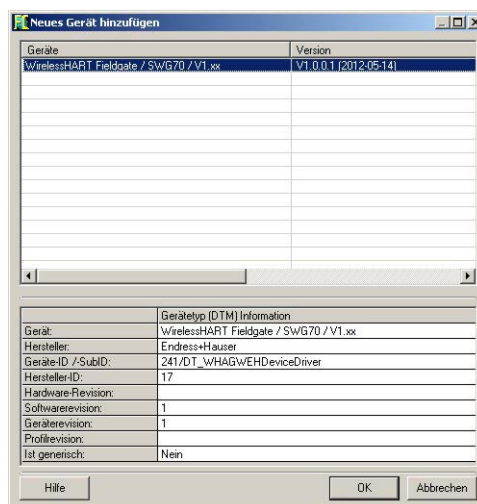 Neues Gerät hinzufügen
Geräte Version
WirelessHART Fieldgate / SWG70 / V1.xx V1.0.0.1 (2012-05-14)
Gerätetyp (DTM) Information
Gerät: WirelessHART Fieldgate / SWG70 / V1.xx
Hersteller: Endress+Hauser
Geräte-ID /-SubID: 241/DT_WHAGWEHDeviceDriver
Hersteller-ID: 17
Hardware-Revision:
Softwarerevision: 1
Geräterevision: 1
Profilrevision:
Ist generisch: Nein
Hilfe OK Abbrechen